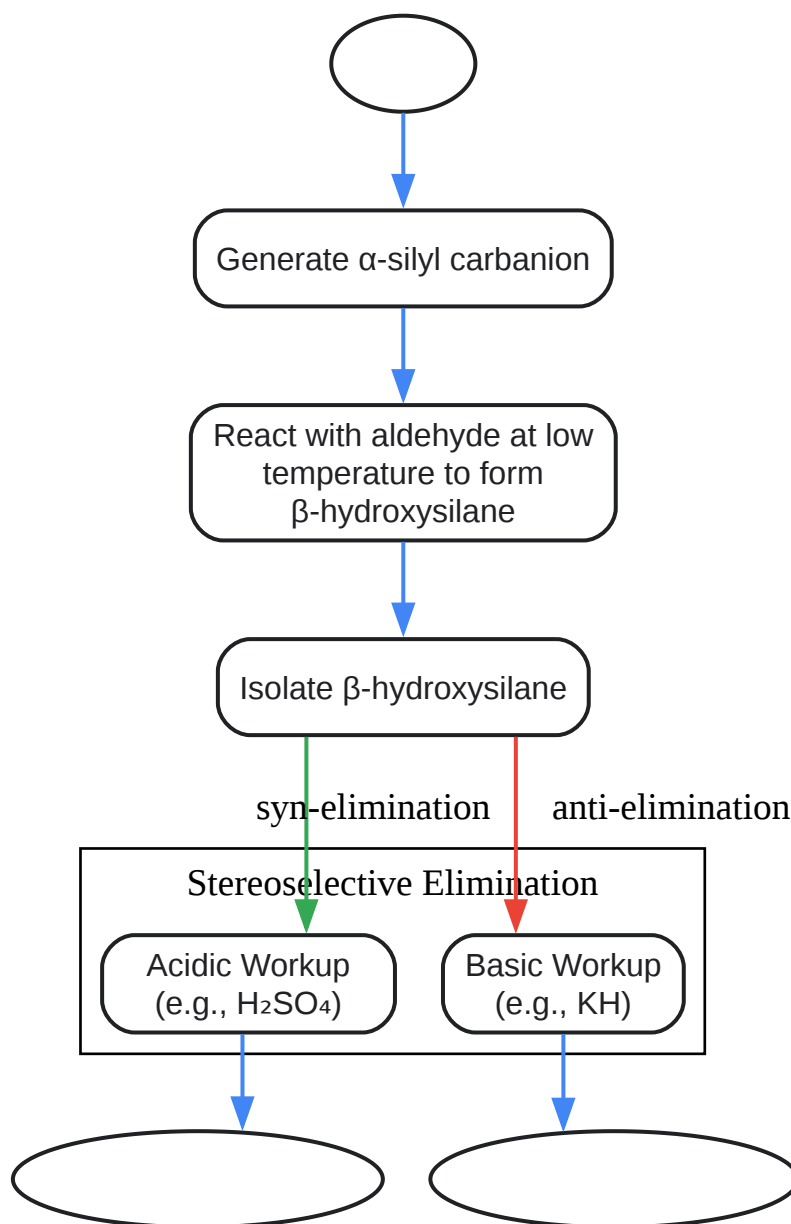 Generate α-silyl carbanion
React with aldehyde at low
temperature to form
β-hydroxysilane
Isolate β-hydroxysilane
syn-elimination
anti-elimination
Stereoselective Elimination
Acidic Workup
(e.g., H₂SO₄)
Basic Workup
(e.g., KH)